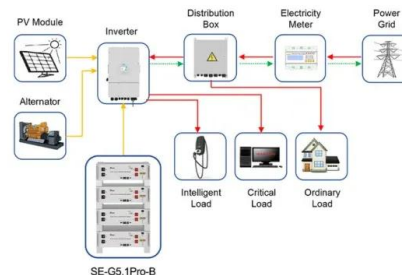 PV Module
Inverter
Distribution
Box
Electricity
Meter
Power
Grid
Alternator
Intelligent
Load
Critical
Load
Ordinary
Load
SE-G5.1Pro-B